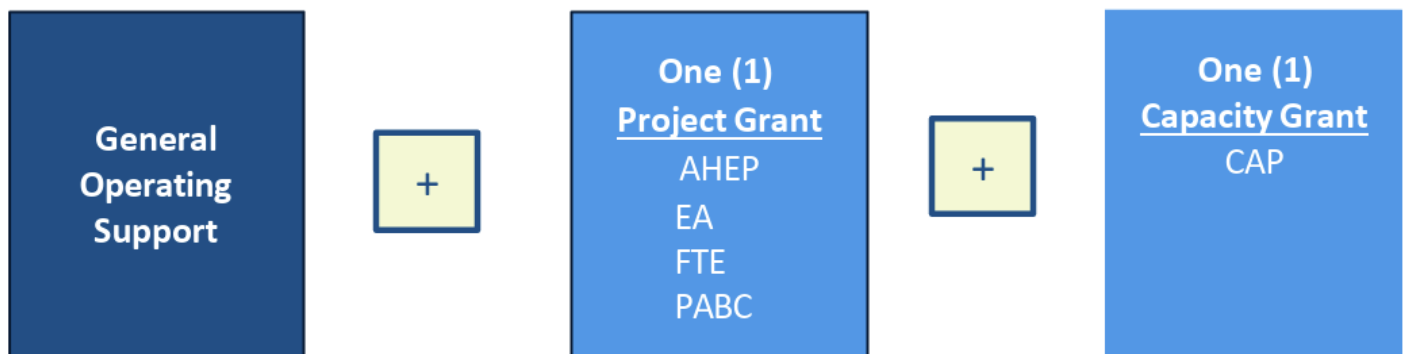 General
Operating
Support
+
One (1)
Project Grant
AHEP
EA
FTE
PABC
+
One (1)
Capacity Grant
CAP